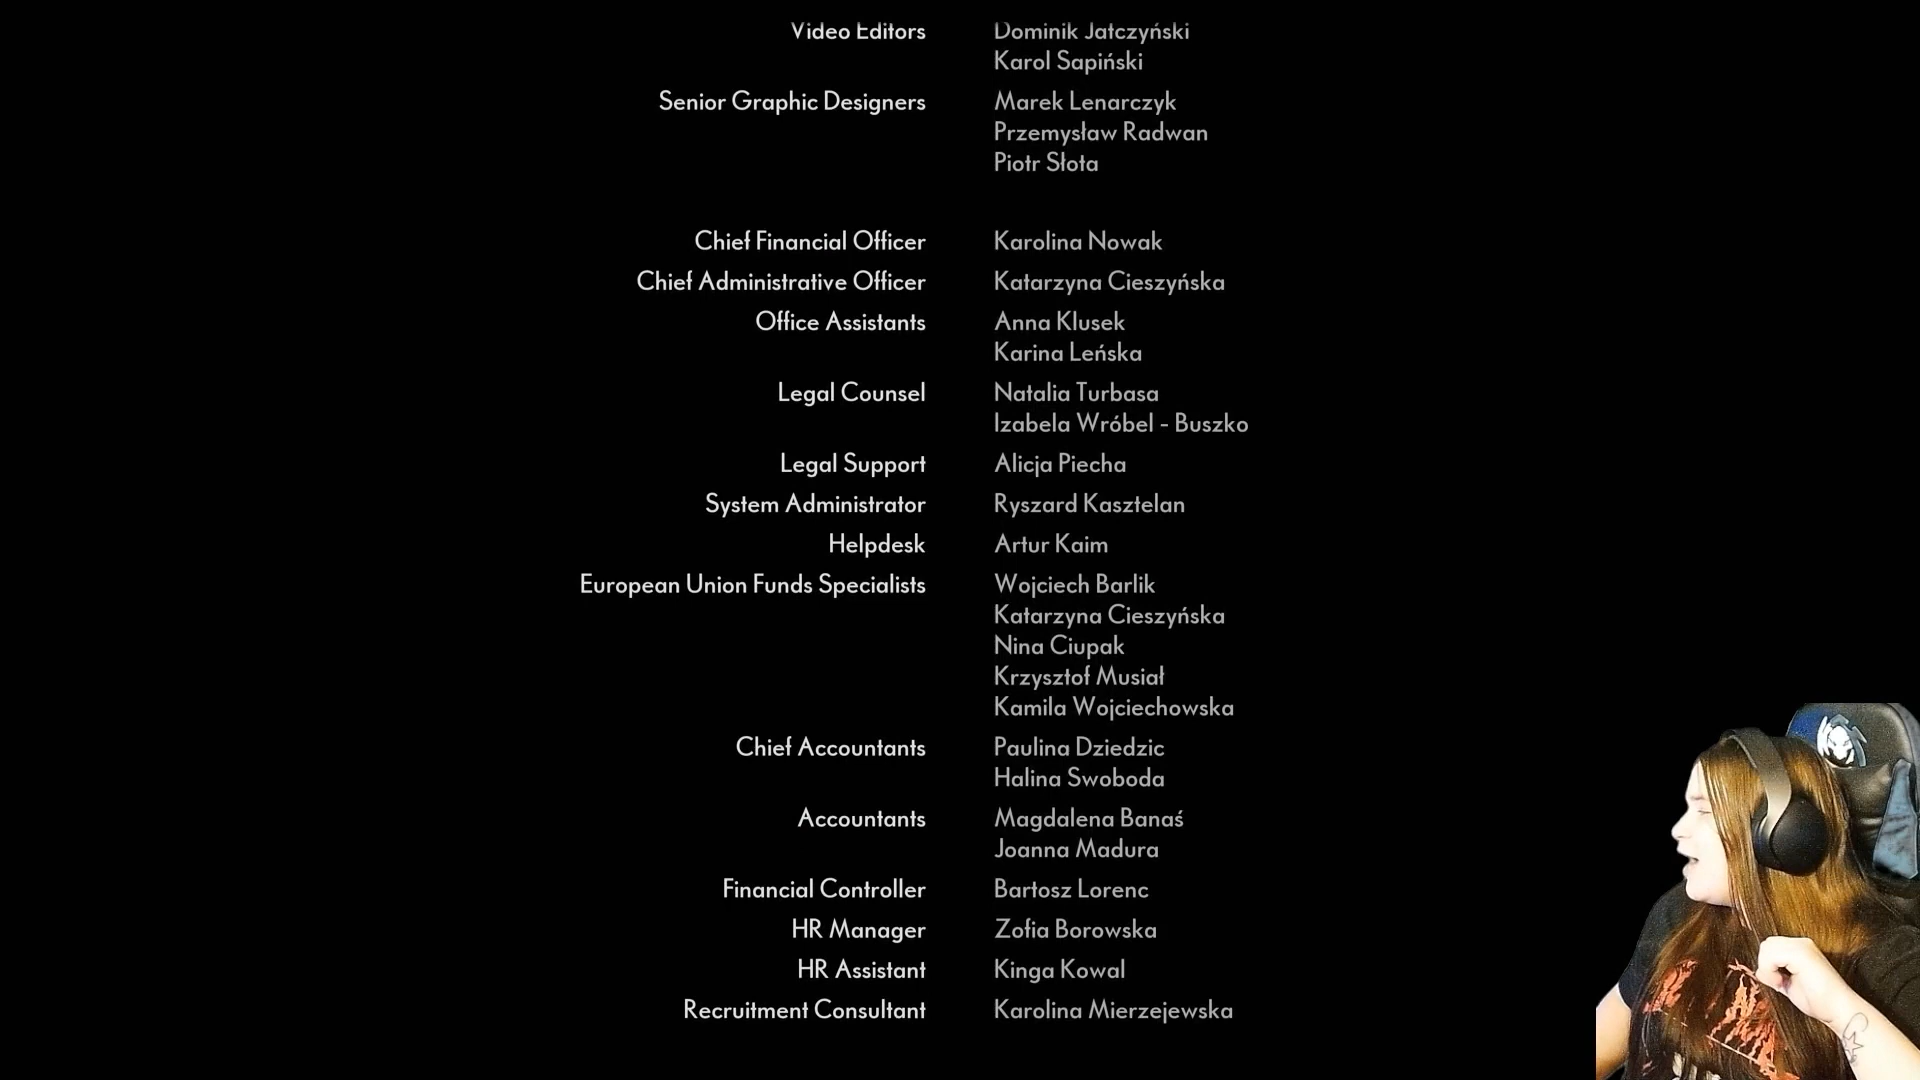 Video Editors Dominik Jatczyński
Karol Sapiński
Senior Graphic Designers Marek Lenarczyk
Przemysław Radwan
Piotr Słota
Chief Financial Officer Karolina Nowak
Chief Administrative Officer Katarzyna Cieszyńska
Office Assistants Anna Klusek
Karina Leńska
Legal Counsel Natalia Turbasa
Izabela Wróbel - Buszko
Legal Support Alicja Piecha
System Administrator Ryszard Kasztelan
Helpdesk Artur Kaim
European Union Funds Specialists Wojciech Barlik
Katarzyna Cieszyńska
Nina Ciupak
Krzysztof Musiał
Kamila Wojciechowska
Chief Accountants Paulina Dziedzic
Halina Swoboda
Accountants Magdalena Banaś
Joanna Madura
Financial Controller Bartosz Lorenc
HR Manager Zofia Borowska
HR Assistant Kinga Kowal
Recruitment Consultant Karolina Mierzejewska